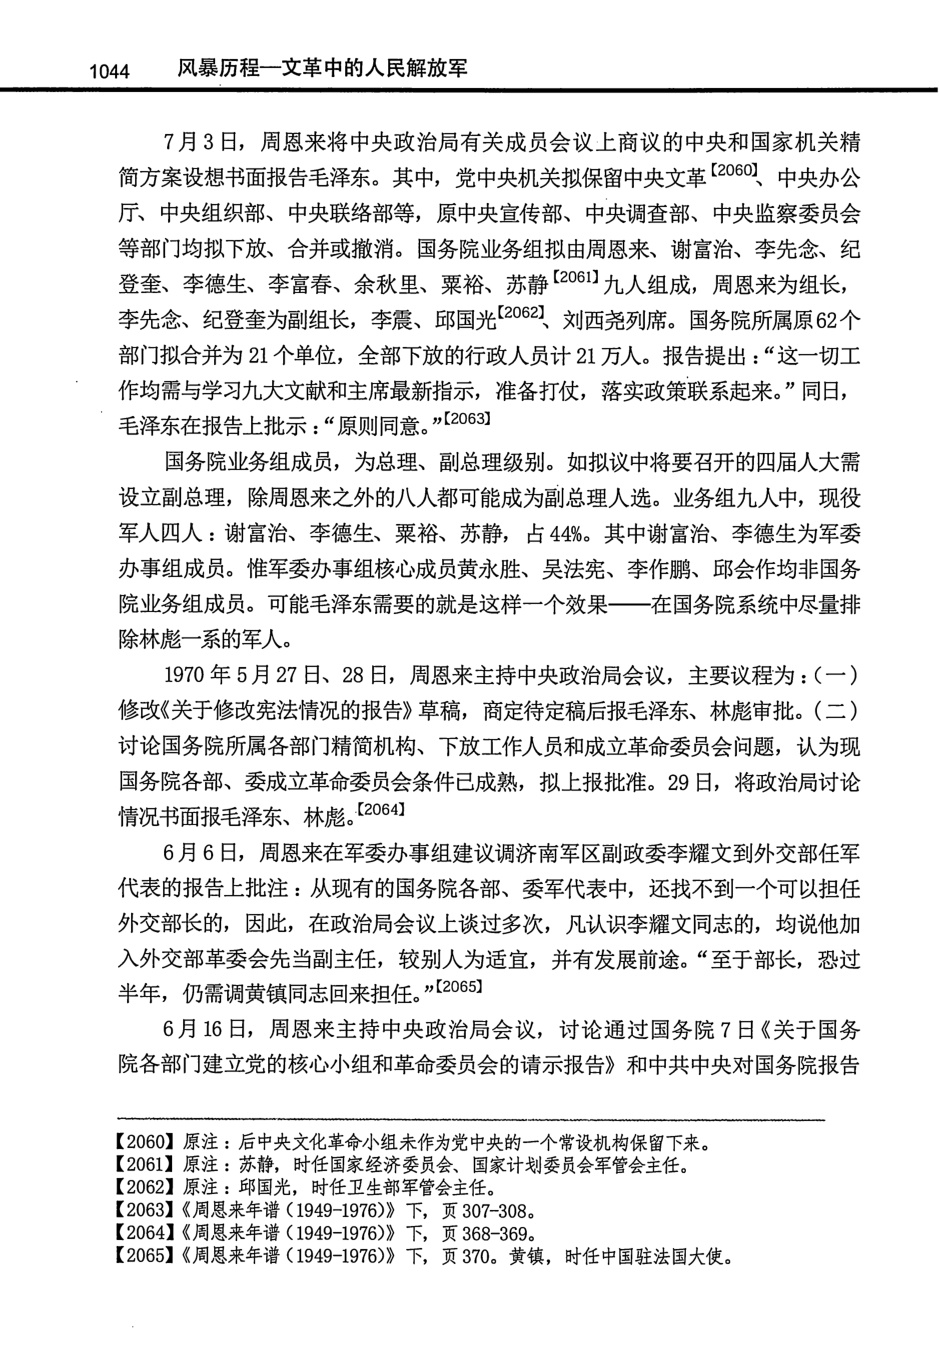 1044 风暴历程—文革中的人民解放军
7月3日，周恩来将中央政治局有关成员会议上商议的中央和国家机关精
简方案设想书面报告毛泽东。其中，党中央机关拟保留中央文革【2060】、中央办公
厅、中央组织部、中央联络部等，原中央宣传部、中央调查部、中央监察委员会
等部门均拟下放、合并或撤消。国务院业务组拟由周恩来、谢富治、李先念、纪
登奎、李德生、李富春、余秋里、粟裕、苏静【2061】九人组成，周恩来为组长，
李先念、纪登奎为副组长，李震、邱国光【2062】、刘西尧列席。国务院所属原62个
部门拟合并为21个单位，全部下放的行政人员计21万人。报告提出：“这一切工
作均需与学习九大文献和主席最新指示，准备打仗，落实政策联系起来。”同日，
毛泽东在报告上批示：“原则同意。”【2063】
国务院业务组成员，为总理、副总理级别。如拟议中将要召开的四届人大需
设立副总理，除周恩来之外的八人都可能成为副总理人选。业务组九人中，现役
军人四人：谢富治、李德生、粟裕、苏静，占44%。其中谢富治、李德生为军委
办事组成员。惟军委办事组核心成员黄永胜、吴法宪、李作鹏、邱会作均非国务
院业务组成员。可能毛泽东需要的就是这样一个效果——在国务院系统中尽量排
除林彪一系的军人。
1970年5月27日、28日，周恩来主持中央政治局会议，主要议程为：（一）
修改《关于修改宪法情况的报告》草稿，商定待定稿后报毛泽东、林彪审批。（二）
讨论国务院所属各部门精简机构、下放工作人员和成立革命委员会问题，认为现
国务院各部、委成立革命委员会条件已成熟，拟上报批准。29日，将政治局讨论
情况书面报毛泽东、林彪。【2064】
6月6日，周恩来在军委办事组建议调济南军区副政委李耀文到外交部任军
代表的报告上批注：从现有的国务院各部、委军代表中，还找不到一个可以担任
外交部长的，因此，在政治局会议上谈过多次，凡认识李耀文同志的，均说他加
入外交部革委会先当副主任，较别人为适宜，并有发展前途。“至于部长，恐过
半年，仍需调黄镇同志回来担任。”【2065】
6月16日，周恩来主持中央政治局会议，讨论通过国务院7日《关于国务
院各部门建立党的核心小组和革命委员会的请示报告》和中共中央对国务院报告
【2060】原注：后中央文化革命小组未作为党中央的一个常设机构保留下来。
【2061】原注：苏静，时任国家经济委员会、国家计划委员会军管会主任。
【2062】原注：邱国光，时任卫生部军管会主任。
【2063】《周恩来年谱（1949-1976）》下，页307-308。
【2064】《周恩来年谱（1949-1976）》下，页368-369。
【2065】《周恩来年谱（1949-1976）》下，页370。黄镇，时任中国驻法国大使。